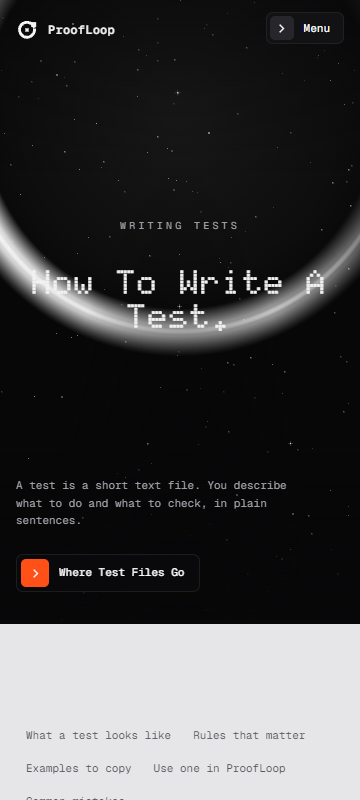 ProofLoop
Menu
WRITING TESTS
How To Write A
Test.
A test is a short text file. You describe
what to do and what to check, in plain
sentences.
Where Test Files Go
What a test looks like Rules that matter
Examples to copy Use one in ProofLoop
Common mistakes